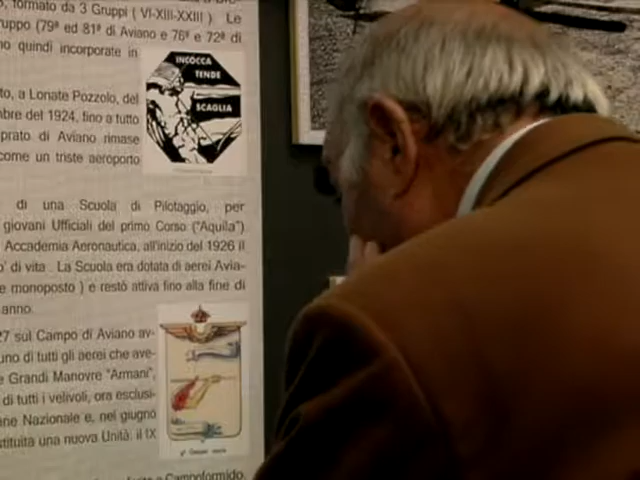 formato da 3 Gruppi ( VI-XIII-XXIII ) . Le
ruppo (79ª ed 81ª di Aviano e 76ª e 72ª di
no quindi incorporate in
INCOCCA
TENDE
SCAGLIA
to, a Lonate Pozzolo, del
bre del 1924, fino a tutto
prato di Aviano rimase
come un triste aeroporto
di una Scuola di Pilotaggio, per
giovani Ufficiali del primo Corso ("Aquila")
Accademia Aeronautica, all'inizio del 1926 il
o' di vita . La Scuola era dotata di aerei Avia-
e monoposto ) e restò attiva fino alla fine di
anno.
27 sul Campo di Aviano av-
uno di tutti gli aerei che ave-
e Grandi Manovre "Armani",
di tutti i velivoli, ora esclusi-
ne Nazionale e, nel giugno
stituita una nuova Unità: il IX
Campoformido.